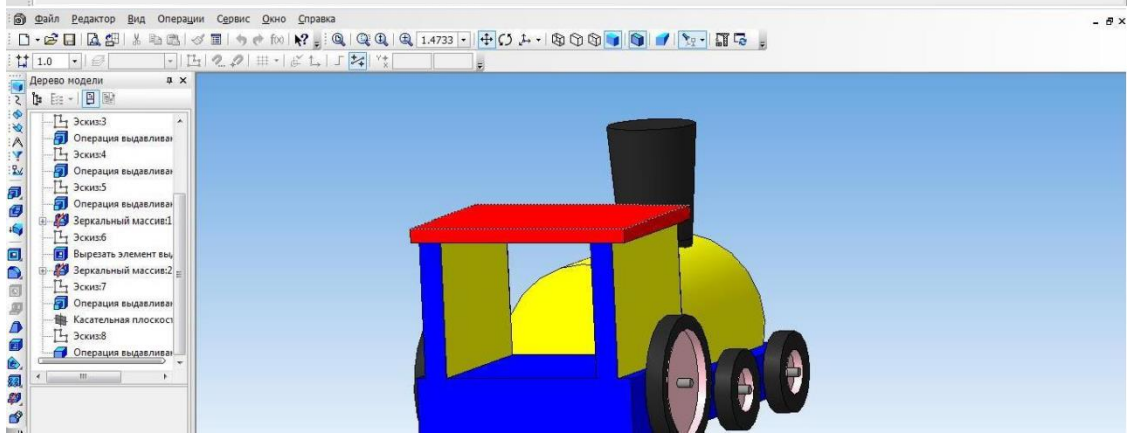 Файл Редактор Вид Операции Сервис Окно Справка
1.4733
1.0
Дерево модели
Эскиз:3
Операция выдавливан
Эскиз:4
Операция выдавливан
Эскиз:5
Операция выдавливан
Зеркальный массив:1
Эскиз:6
Вырезать элемент вы
Зеркальный массив:2
Эскиз:7
Операция выдавливан
Касательная плоскост
Эскиз:8
Операция выдавливан